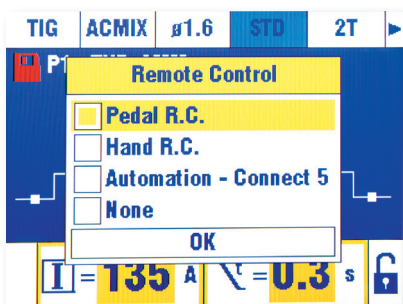 TIG ACMIX ø1.6 STD 2T
P1
Remote Control
Pedal R.C.
Hand R.C.
Automation - Connect 5
None
OK
I = 135 A t = 0.3 s